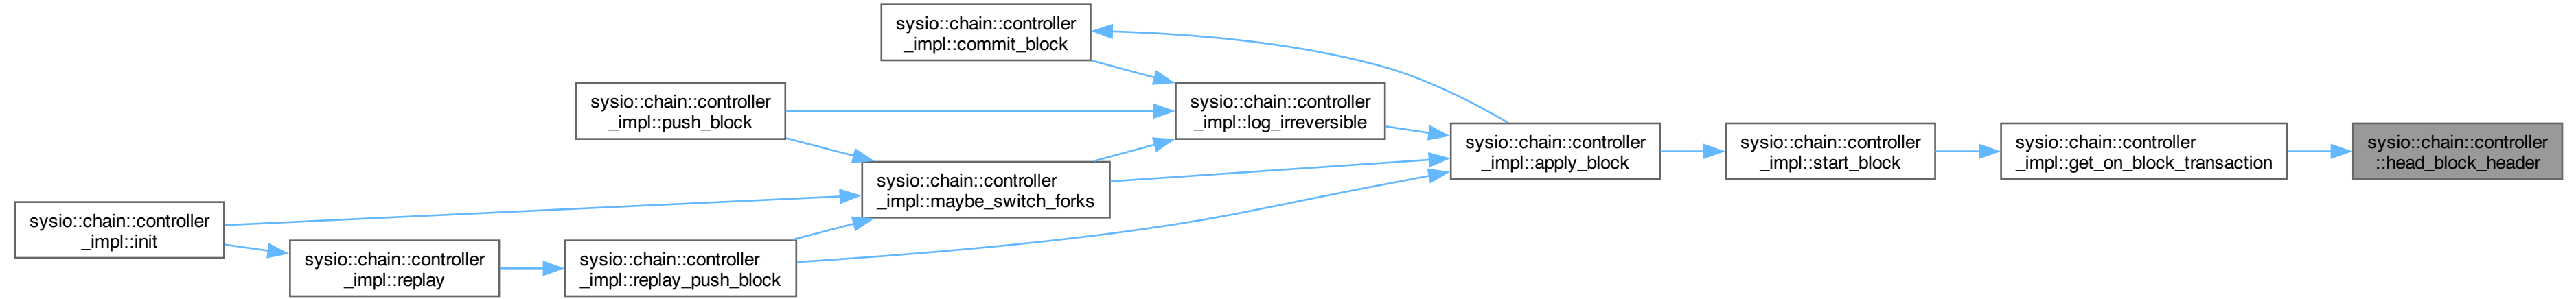 sysio::chain::controller
_impl::commit_block
sysio::chain::controller
_impl::push_block
sysio::chain::controller
_impl::log_irreversible
sysio::chain::controller
_impl::apply_block
sysio::chain::controller
_impl::start_block
sysio::chain::controller
_impl::get_on_block_transaction
sysio::chain::controller
::head_block_header
sysio::chain::controller
_impl::maybe_switch_forks
sysio::chain::controller
_impl::init
sysio::chain::controller
_impl::replay
sysio::chain::controller
_impl::replay_push_block